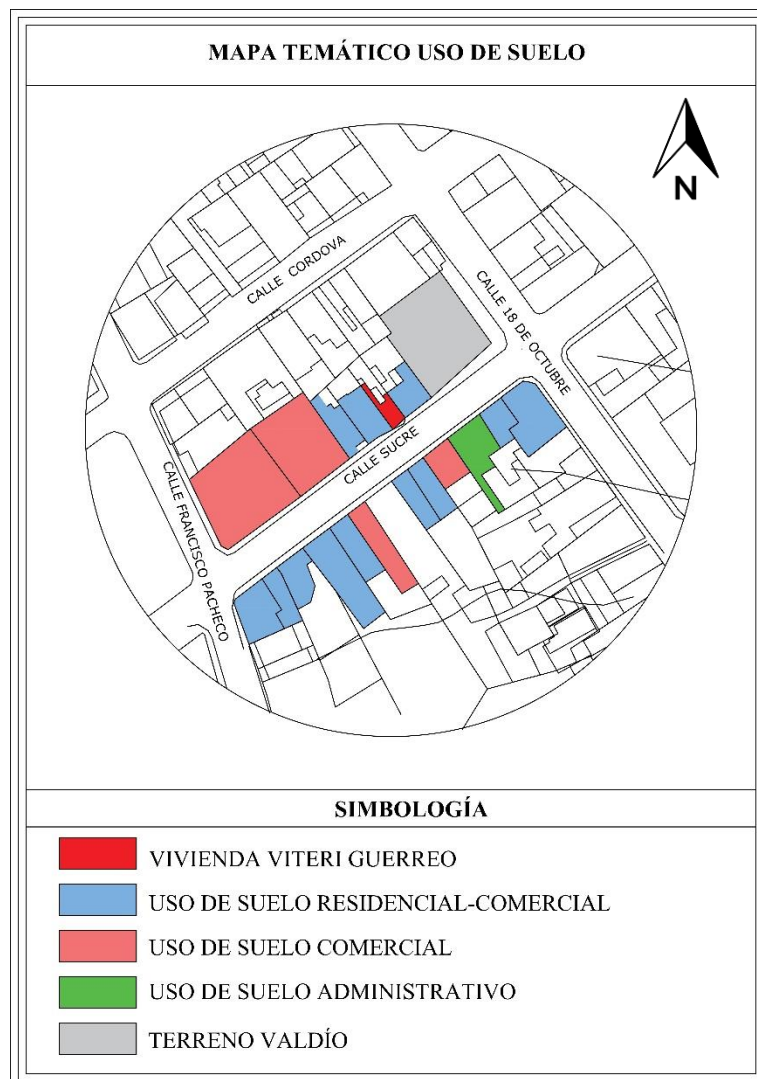 MAPA TEMÁTICO USO DE SUELO
N
CALLE CORDOVA
CALLE 18 DE OCTUBRE
CALLE SUCRE
CALLE FRANCISCO PACHECO
SIMBOLOGÍA
VIVIENDA VITERI GUERREO
USO DE SUELO RESIDENCIAL-COMERCIAL
USO DE SUELO COMERCIAL
USO DE SUELO ADMINISTRATIVO
TERRENO VALDÍO